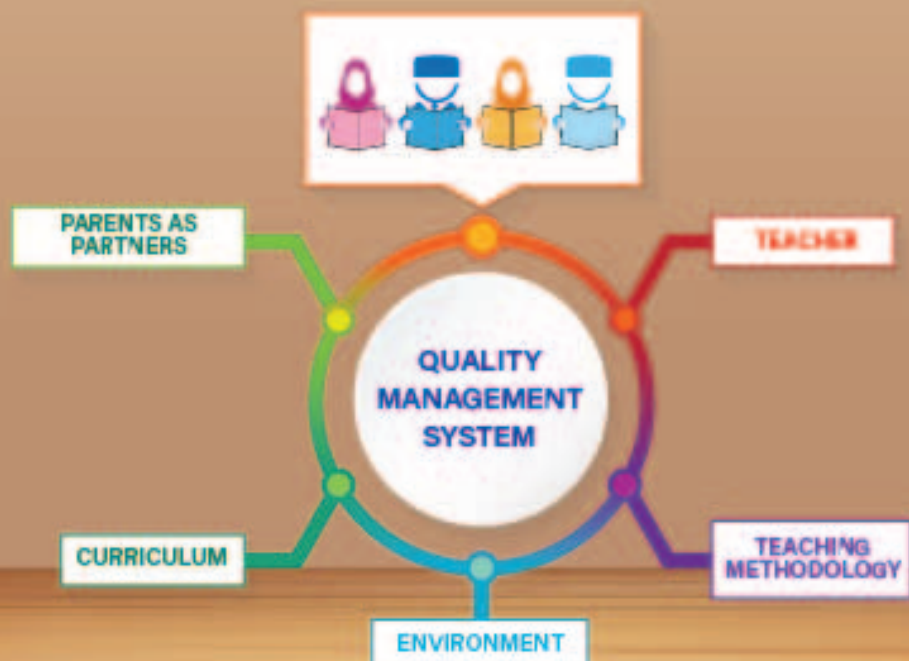 PARENTS AS
PARTNERS
TEACHER
QUALITY
MANAGEMENT
SYSTEM
CURRICULUM
TEACHING
METHODOLOGY
ENVIRONMENT